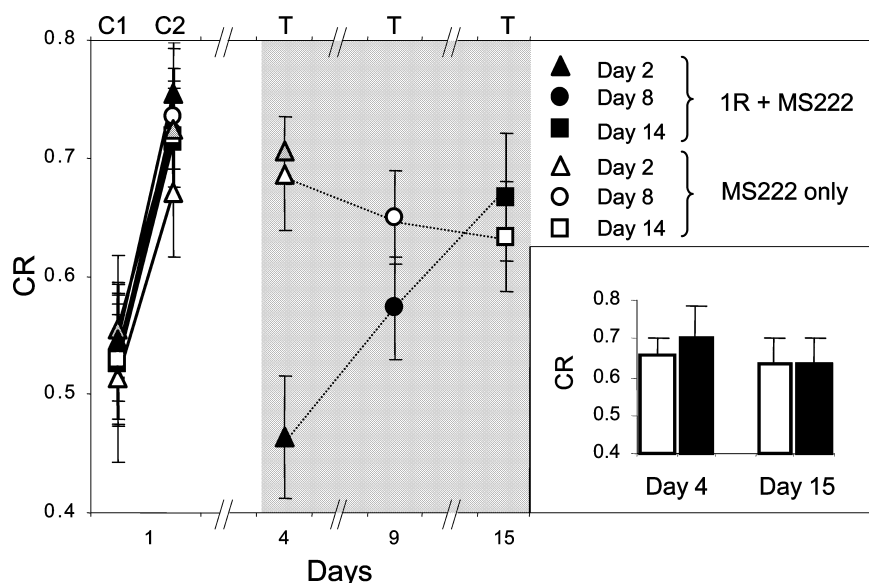 C1 C2 T T T
0.8
0.7
0.6
0.5
0.4
CR
1 4 9 15
Days
Day 2
Day 8
Day 14
1R + MS222
Day 2
Day 8
Day 14
MS222 only
0.8
0.7
0.6
0.5
0.4
CR
Day 4 Day 15